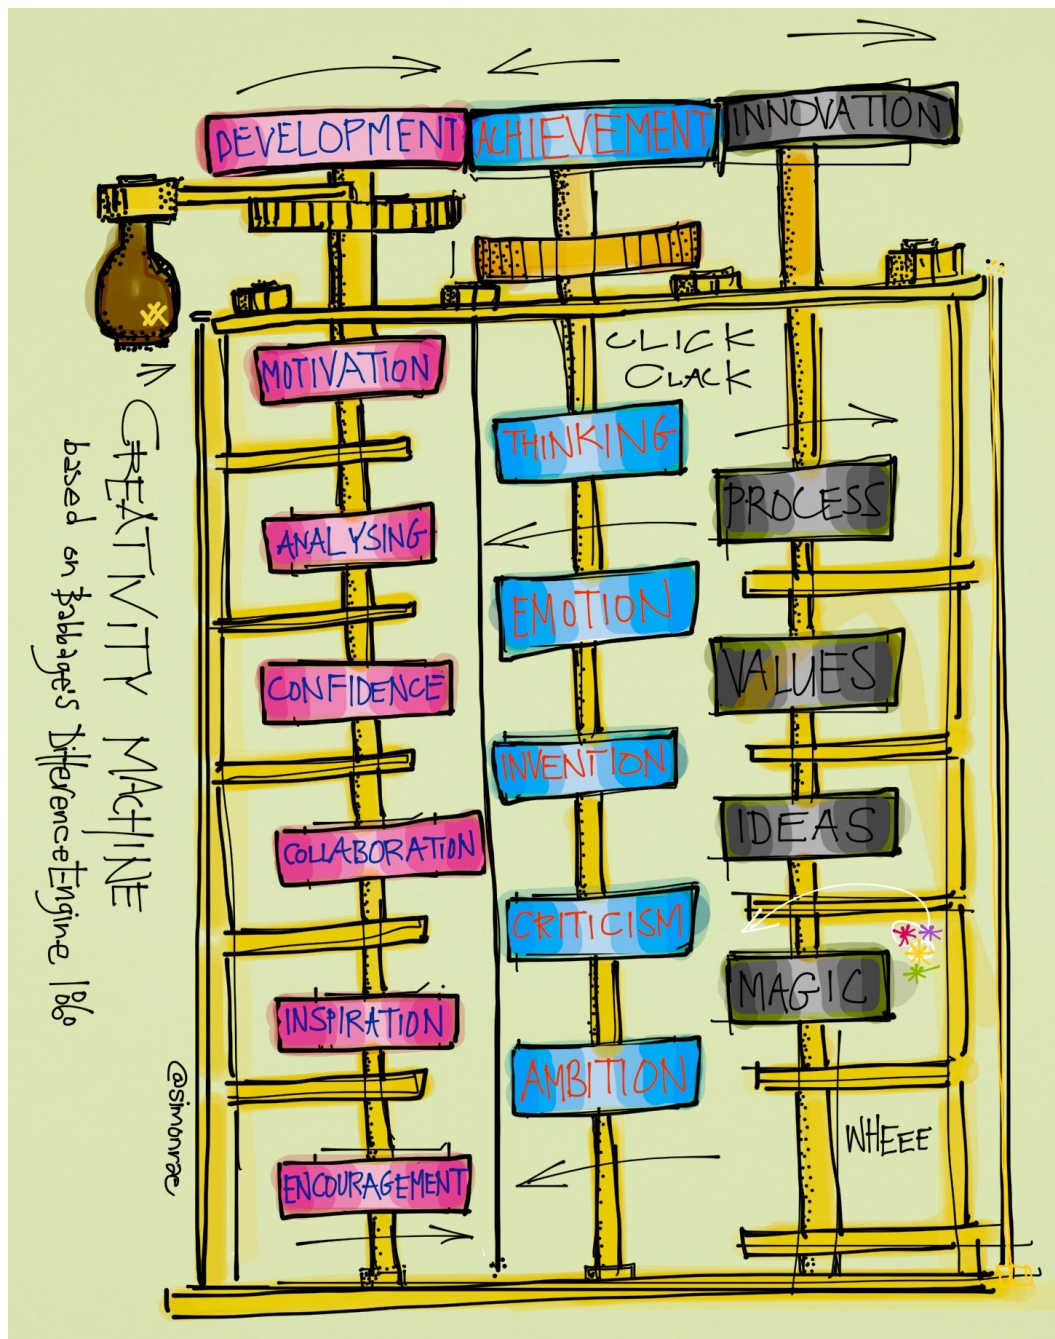 DEVELOPMENT
ACHIEVEMENT
INNOVATION
MOTIVATION
ANALYSING
CONFIDENCE
COLLABORATION
INSPIRATION
ENCOURAGEMENT
CLICK
CLACK
THINKING
EMOTION
INVENTION
CRITICISM
AMBITION
PROCESS
VALUES
IDEAS
MAGIC
WHEEE
CREATIVITY MACHINE
based on Babbage's Difference Engine
@simonrae